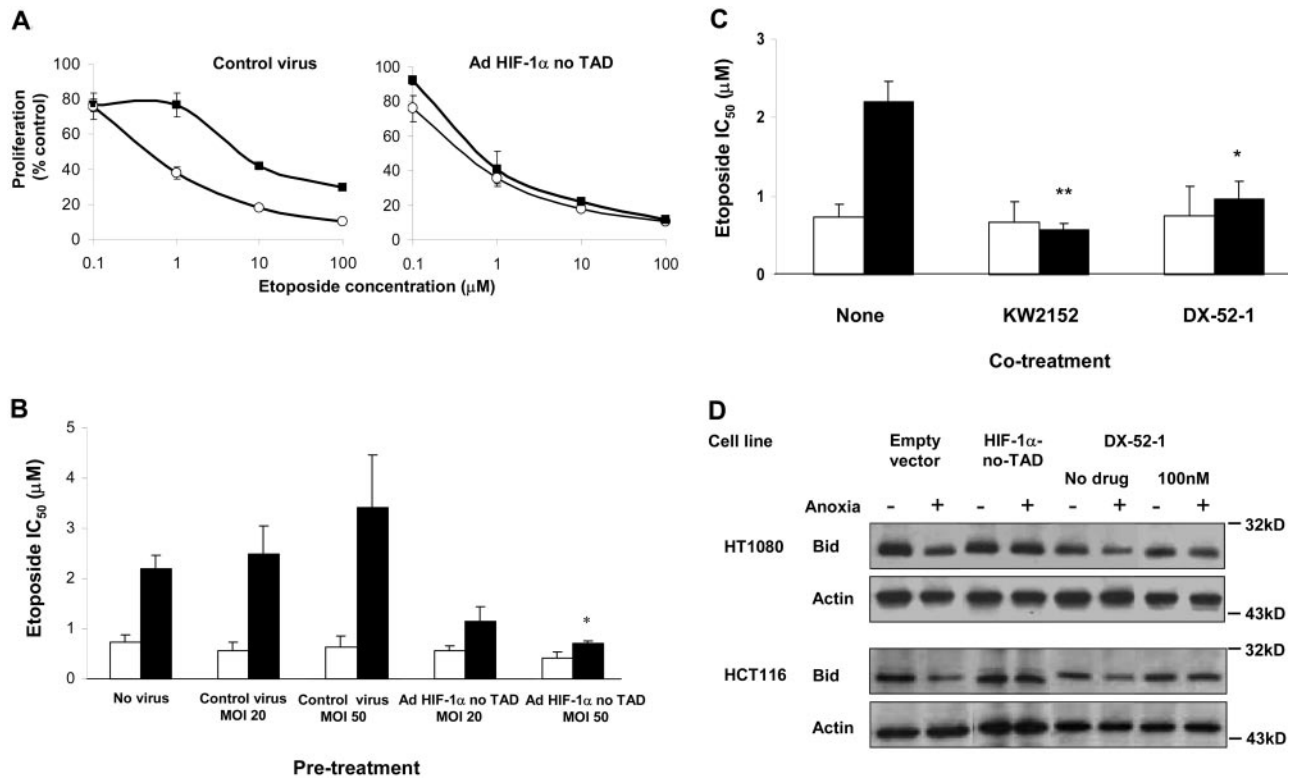 A
Control virus
Ad HIF-1α no TAD
Proliferation
(% control)
100
80
60
40
20
0
0.1 1 10 100
100
80
60
40
20
0
0.1 1 10 100
Etoposide concentration (μM)
B
Etoposide IC50 (μM)
5
4
3
2
1
0
*
No virus
Control virus
MOI 20
Control virus
MOI 50
Ad HIF-1α no TAD
MOI 20
Ad HIF-1α no TAD
MOI 50
Pre-treatment
C
Etoposide IC50 (μM)
3
2
1
0
**
*
None KW2152 DX-52-1
Co-treatment
D
Cell line
Empty
vector
HIF-1α-
no-TAD
DX-52-1
No drug 100nM
Anoxia - + - + - + - +
32kD
HT1080 Bid
Actin
43kD
32kD
HCT116 Bid
Actin
43kD